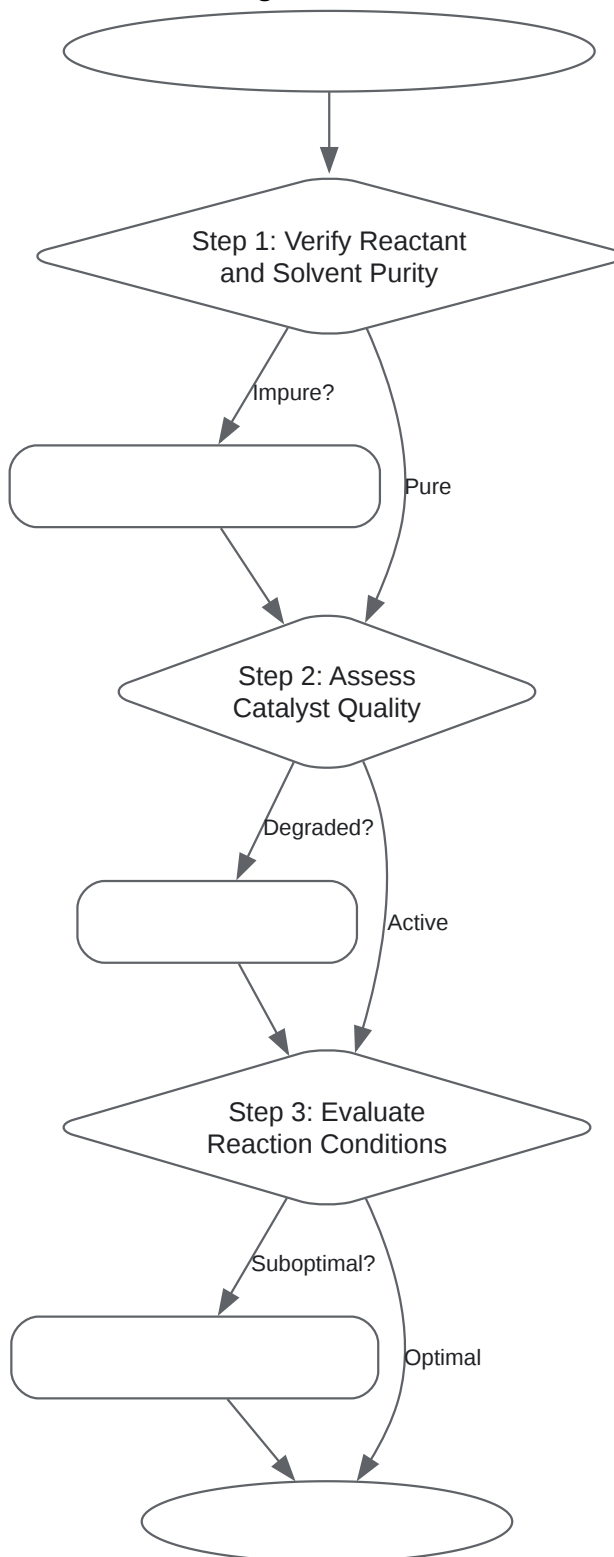 Step 1: Verify Reactant
and Solvent Purity
Impure?
Pure
Step 2: Assess
Catalyst Quality
Degraded?
Active
Step 3: Evaluate
Reaction Conditions
Suboptimal?
Optimal